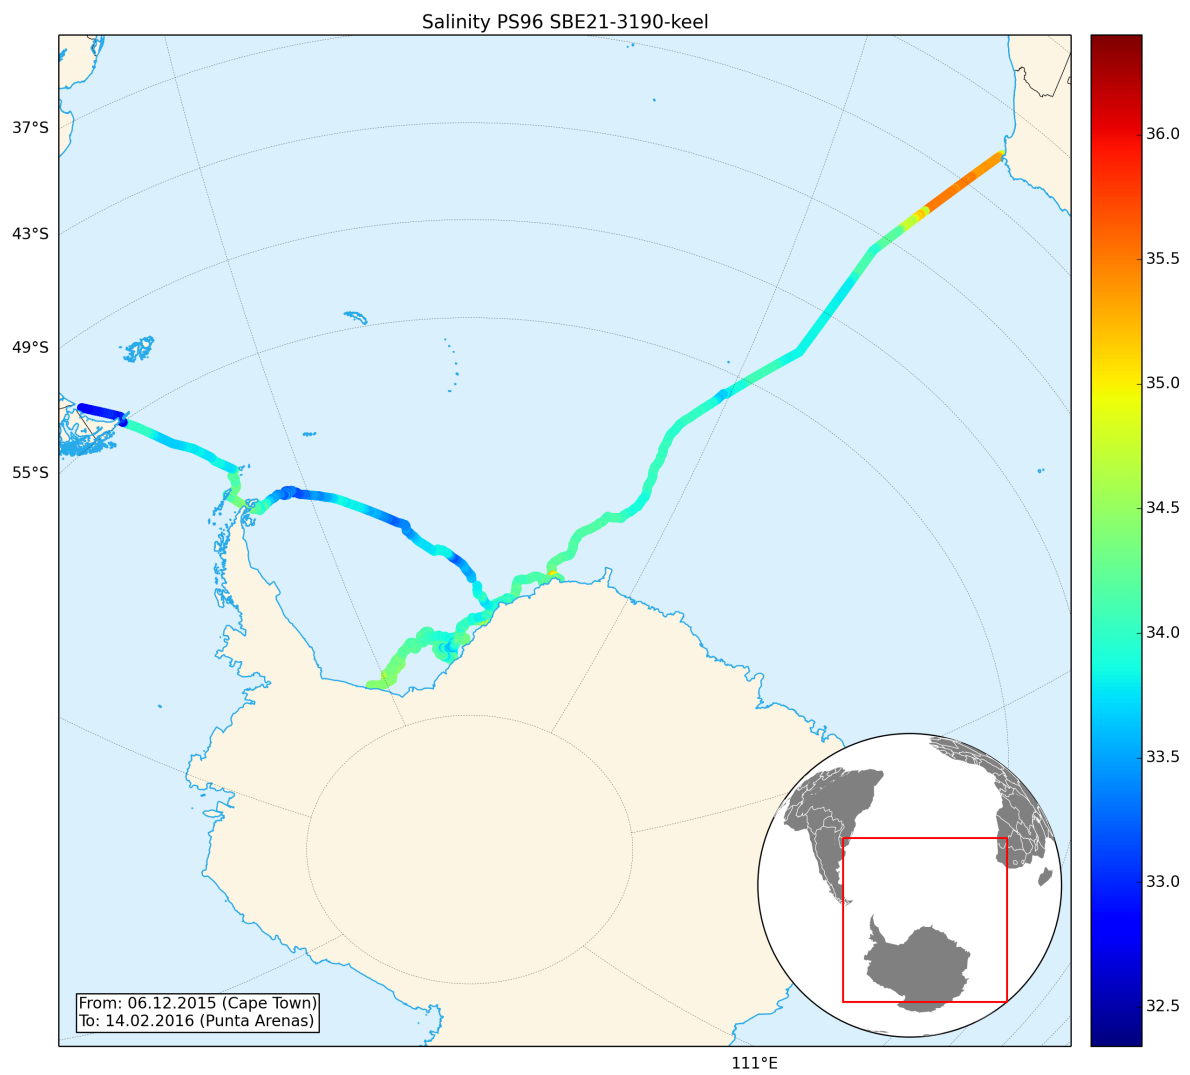 Salinity PS96 SBE21-3190-keel
37°S
43°S
49°S
55°S
111°E
36.0
35.5
35.0
34.5
34.0
33.5
33.0
32.5
From: 06.12.2015 (Cape Town)
To: 14.02.2016 (Punta Arenas)